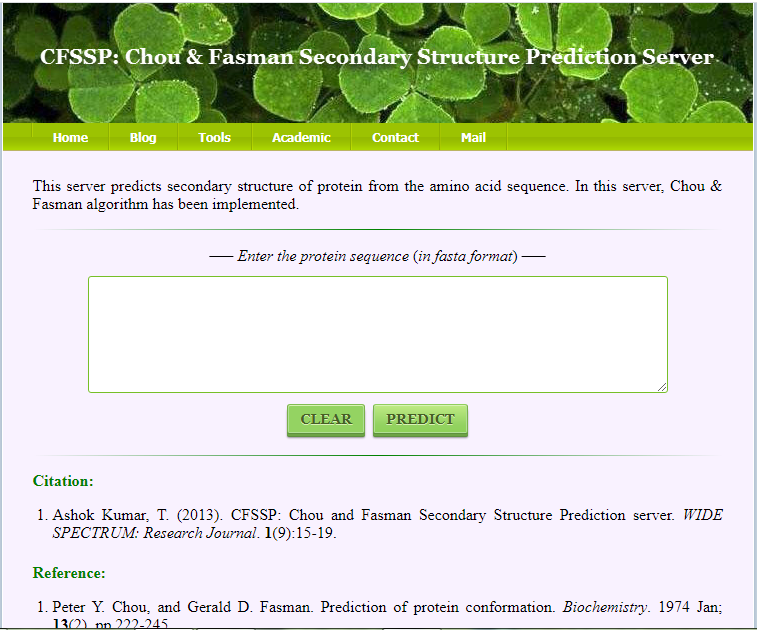 CFSSP: Chou & Fasman Secondary Structure Prediction Server
Home Blog Tools Academic Contact Mail
This server predicts secondary structure of protein from the amino acid sequence. In this server, Chou &
Fasman algorithm has been implemented.
Enter the protein sequence (in fasta format)
CLEAR PREDICT
Citation:
1. Ashok Kumar, T. (2013). CFSSP: Chou and Fasman Secondary Structure Prediction server. WIDE
SPECTRUM: Research Journal. 1(9):15-19.
Reference:
1. Peter Y. Chou, and Gerald D. Fasman. Prediction of protein conformation. Biochemistry. 1974 Jan;
13(2), pp 222-245.